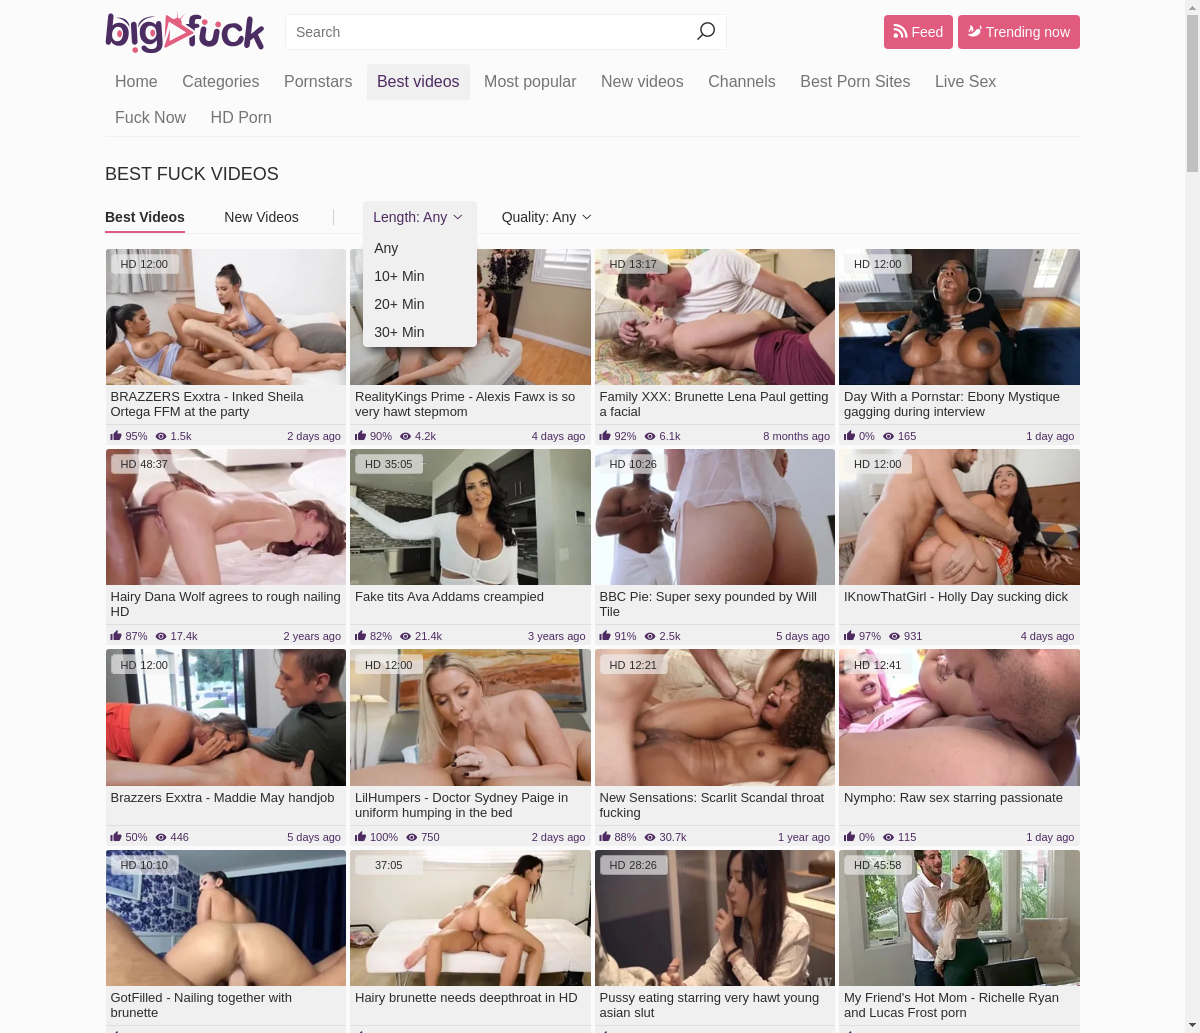 bigfuck
Search
Feed
Trending now
Home Categories Pornstars Best videos Most popular New videos Channels Best Porn Sites Live Sex
Fuck Now HD Porn
BEST FUCK VIDEOS
Best Videos New Videos Length: Any Quality: Any
Any
10+ Min
20+ Min
30+ Min
HD 12:00
BRAZZERS Exxtra - Inked Sheila
Ortega FFM at the party
95% 1.5k 2 days ago
RealityKings Prime - Alexis Fawx is so
very hawt stepmom
90% 4.2k 4 days ago
HD 13:17
Family XXX: Brunette Lena Paul getting
a facial
92% 6.1k 8 months ago
HD 12:00
Day With a Pornstar: Ebony Mystique
gagging during interview
0% 165 1 day ago
HD 48:37
Hairy Dana Wolf agrees to rough nailing
HD
87% 17.4k 2 years ago
HD 35:05
Fake tits Ava Addams creampied
82% 21.4k 3 years ago
HD 10:26
BBC Pie: Super sexy pounded by Will
Tile
91% 2.5k 5 days ago
HD 12:00
IKnowThatGirl - Holly Day sucking dick
97% 931 4 days ago
HD 12:00
Brazzers Exxtra - Maddie May handjob
50% 446 5 days ago
HD 12:00
LilHumpers - Doctor Sydney Paige in
uniform humping in the bed
100% 750 2 days ago
HD 12:21
New Sensations: Scarlit Scandal throat
fucking
88% 30.7k 1 year ago
HD 12:41
Nympho: Raw sex starring passionate
0% 115 1 day ago
HD 10:10
GotFilled - Nailing together with
brunette
37:05
Hairy brunette needs deepthroat in HD
HD 28:26
Pussy eating starring very hawt young
asian slut
HD 45:58
My Friend's Hot Mom - Richelle Ryan
and Lucas Frost porn